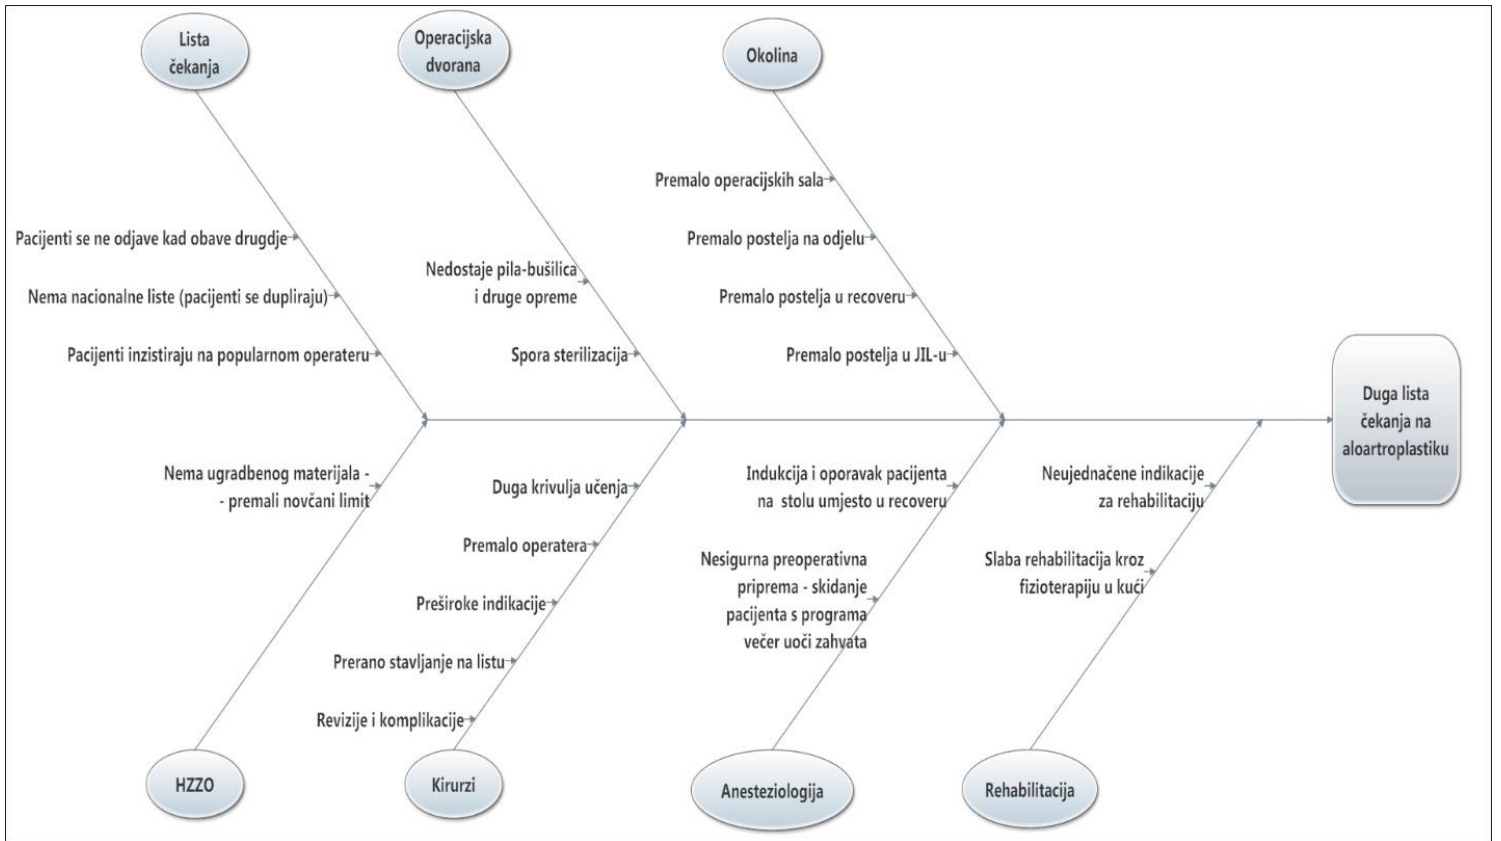 Lista
čekanja
Operacijska
dvorana
Okolina
Premalo operacijskih sala
Pacijenti se ne odjave kad obave drugdje
Premalo postelja na odjelu
Nedostaje pila-bušilica
i druge opreme
Nema nacionalne liste (pacijenti se dupliraju)
Premalo postelja u recoveru
Pacijenti inzistiraju na popularnom operateru
Spora sterilizacija
Premalo postelja u JIL-u
Duga lista
čekanja na
aloartroplastiku
Nema ugradbenog materijala -
- premali novčani limit
Duga krivulja učenja
Premalo operatera
Preširoke indikacije
Prerano stavljanje na listu
Revizije i komplikacije
Indukcija i oporavak pacijenta
na stolu umjesto u recoveru
Nesigurna preoperativna
priprema - skidanje
pacijenta s programa
večer uoči zahvata
Neujednačene indikacije
za rehabilitaciju
Slaba rehabilitacija kroz
fizioterapiju u kući
HZZO
Kirurzi
Anesteziologija
Rehabilitacija